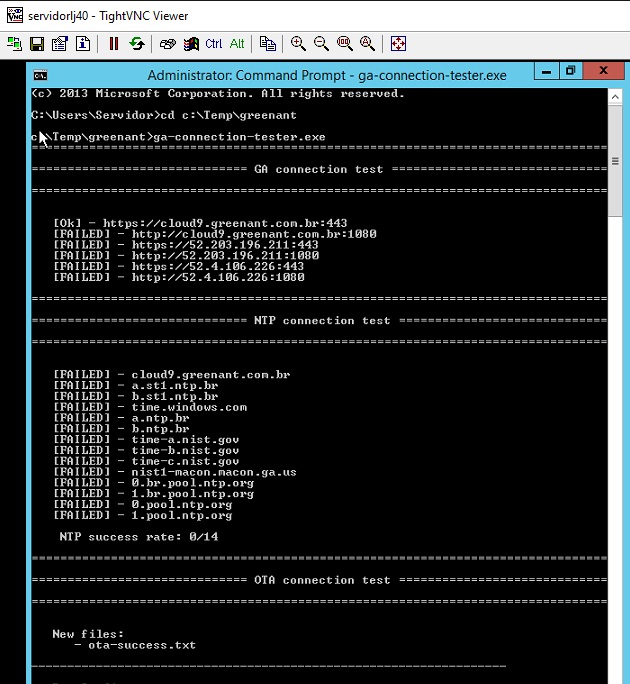 servidorlj40 - TightVNC Viewer
Ctrl Alt
Administrator: Command Prompt - ga-connection-tester.exe
(c) 2013 Microsoft Corporation. All rights reserved.
C:\Users\Servidor>cd c:\Temp\greenant
c:\Temp\greenant>ga-connection-tester.exe
================================================================================
============================== GA connection test ==============================
================================================================================
[Ok] - https://cloud9.greenant.com.br:443
[FAILED] - http://cloud9.greenant.com.br:1080
[FAILED] - https://52.203.196.211:443
[FAILED] - http://52.203.196.211:1080
[FAILED] - https://52.4.106.226:443
[FAILED] - http://52.4.106.226:1080
================================================================================
============================== NTP connection test =============================
================================================================================
[FAILED] - cloud9.greenant.com.br
[FAILED] - a.st1.ntp.br
[FAILED] - b.st1.ntp.br
[FAILED] - time.windows.com
[FAILED] - a.ntp.br
[FAILED] - b.ntp.br
[FAILED] - time-a.nist.gov
[FAILED] - time-b.nist.gov
[FAILED] - time-c.nist.gov
[FAILED] - nist1-macon.macon.ga.us
[FAILED] - 0.br.pool.ntp.org
[FAILED] - 1.br.pool.ntp.org
[FAILED] - 0.pool.ntp.org
[FAILED] - 1.pool.ntp.org
NTP success rate: 0/14
================================================================================
============================== OTA connection test =============================
================================================================================
New files:
- ota-success.txt
------------------------------------------------------------------